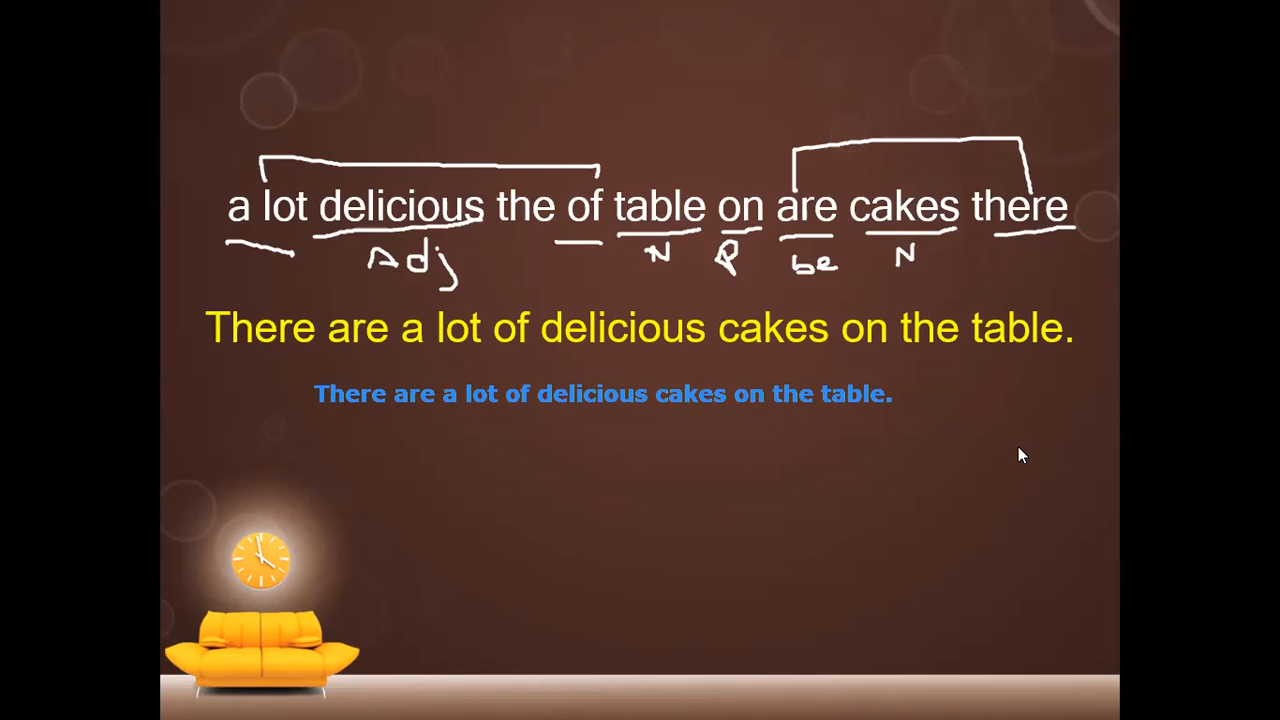 a lot delicious the of table on are cakes there
Adj N P be N
There are a lot of delicious cakes on the table.
There are a lot of delicious cakes on the table.